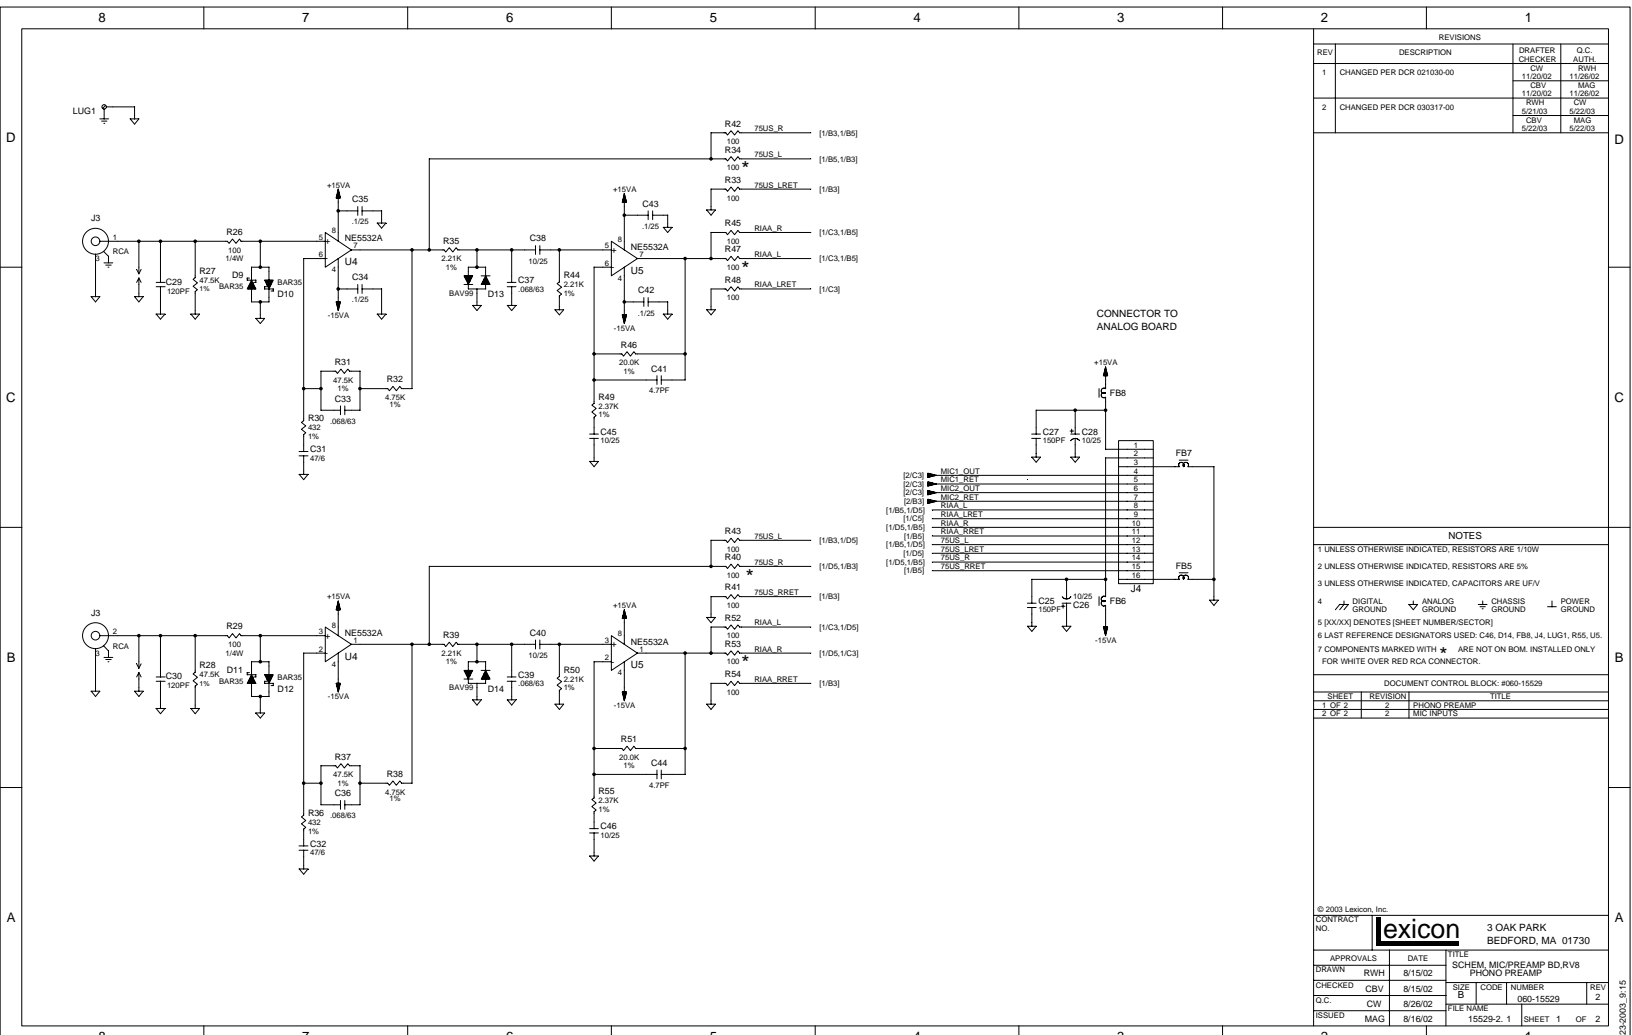 8 7 6 5 4 3 2 1
D
C
B
A
REVISIONS
REV DESCRIPTION DRAFTER CHECKER Q.C. AUTH.
1 CHANGED PER DCR 021030-00 CW 11/20/02 RWH 11/26/02
CBV 11/20/02 MAG 11/26/02
2 CHANGED PER DCR 030317-00 RWH 5/21/03 CW 5/22/03
CBV 5/22/03 MAG 5/22/03
LUG1
J3
1
RCA
3
C29
120PF
R27
47.5K
1%
R26
100
1/4W
D9
BAR35
BAR35
D10
+15VA
C35
.1/25
8
5
6
7
4
NE5532A
U4
C34
.1/25
-15VA
R31
47.5K
1%
C33
.068/63
R32
4.75K
1%
R30
432
1%
C31
47/6
R35
2.21K
1%
BAV99
D13
C37
.068/63
C38
10/25
R44
2.21K
1%
+15VA
C43
.1/25
8
5
6
7
4
NE5532A
U5
C42
.1/25
-15VA
R46
20.0K
1%
C41
4.7PF
R49
2.37K
1%
C45
10/25
R42 75US_R [1/B3,1/B5]
100
R34 75US_L [1/B5,1/B3]
100 *
R33 75US_LRET [1/B3]
100
R45 RIAA_R [1/C3,1/B5]
100
R47 RIAA_L [1/C3,1/B5]
100 *
R48 RIAA_LRET [1/C3]
100
CONNECTOR TO
ANALOG BOARD
+15VA
FB8
C27
150PF
C28
10/25
FB7
[2/C3] MIC1_OUT
[2/C3] MIC1_RET
[2/C3] MIC2_OUT
[2/B3] MIC2_RET
[1/B5,1/D5] RIAA_L
[1/C5] RIAA_LRET
[1/D5,1/B5] RIAA_R
[1/B5] RIAA_RRET
[1/B5,1/D5] 75US_L
[1/D5] 75US_LRET
[1/D5,1/B5] 75US_R
[1/B5] 75US_RRET
1
2
3
4
5
6
7
8
9
10
11
12
13
14
15
16
J4
FB5
C25
150PF
10/25
C26
FB6
-15VA
J3
2
RCA
3
C30
120PF
R28
47.5K
1%
R29
100
1/4W
D11
BAR35
BAR35
D12
+15VA
8
3
2
1
4
NE5532A
U4
-15VA
R37
47.5K
1%
C36
.068/63
R38
4.75K
1%
R36
432
1%
C32
47/6
R39
2.21K
1%
BAV99
D14
C39
.068/63
C40
10/25
R50
2.21K
1%
+15VA
8
3
2
1
4
NE5532A
U5
-15VA
R51
20.0K
1%
C44
4.7PF
R55
2.37K
1%
C46
10/25
R43 75US_L [1/B3,1/D5]
100
R40 75US_R [1/D5,1/B3]
100 *
R41 75US_RRET [1/B3]
100
R52 RIAA_L [1/C3,1/D5]
100
R53 RIAA_R [1/D5,1/C3]
100 *
R54 RIAA_RRET [1/B3]
100
NOTES
1 UNLESS OTHERWISE INDICATED, RESISTORS ARE 1/10W
2 UNLESS OTHERWISE INDICATED, RESISTORS ARE 5%
3 UNLESS OTHERWISE INDICATED, CAPACITORS ARE UF/V
4 DIGITAL GROUND ANALOG GROUND CHASSIS GROUND POWER GROUND
5 [XX/XX] DENOTES [SHEET NUMBER/SECTOR]
6 LAST REFERENCE DESIGNATORS USED: C46, D14, FB8, J4, LUG1, R55, U5.
7 COMPONENTS MARKED WITH * ARE NOT ON BOM. INSTALLED ONLY
FOR WHITE OVER RED RCA CONNECTOR.
DOCUMENT CONTROL BLOCK: #060-15529
SHEET REVISION TITLE
1 OF 2 2 PHONO PREAMP
2 OF 2 2 MIC INPUTS
© 2003 Lexicon, Inc.
CONTRACT NO.
Lexicon
3 OAK PARK
BEDFORD, MA 01730
APPROVALS DATE
DRAWN RWH 8/15/02
CHECKED CBV 8/15/02
Q.C. CW 8/26/02
ISSUED MAG 8/16/02
TITLE
SCHEM, MIC/PREAMP BD,RV8
PHONO PREAMP
SIZE B CODE NUMBER 060-15529 REV 2
FILE NAME 15529-2. 1 SHEET 1 OF 2
D
C
B
A
23-2003_9:15